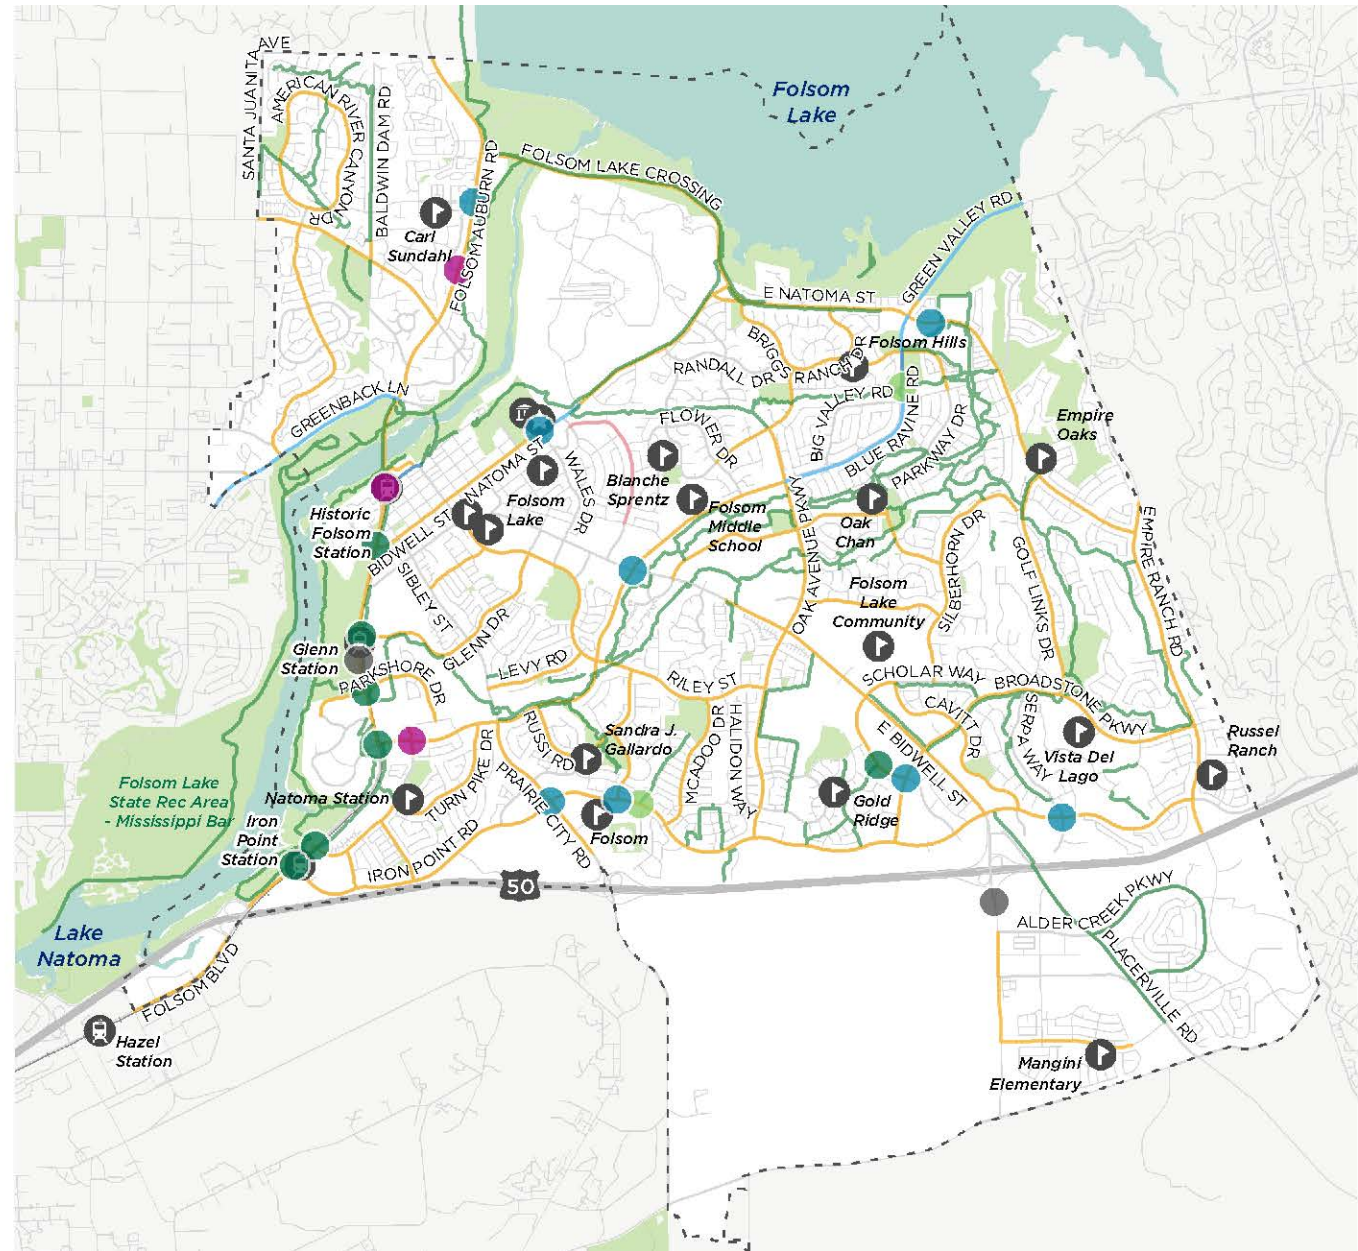 AVE
SANTA JUANITA
AMERICAN RIVER
CANYON
DR
BALDWIN DAM RD
Folsom
Lake
FOLSOM LAKE CROSSING
FOLSOM AUBURN RD
Carl
Sundahl
GREEN VALLEY RD
E NATOMA ST
Folsom Hills
BRIGGS
RANCH DR
RANDALL DR
BIG VALLEY RD
BLUE RAVINE RD
PARKWAY DR
GREENBACK LN
FLOWER DR
Empire
Oaks
NATOMA ST
WALES DR
Blanche
Sprentz
Folsom
Lake
Folsom
Middle
School
Oak
Chan
OAK AVENUE PKWY
Historic
Folsom
Station
BIDWELL ST
SIBLEY ST
SILBERHORN DR
GOLF LINKS DR
EMPIRE RANCH RD
Folsom
Lake
Community
Glenn
Station
GLENN DR
PARKSHORE DR
LEVY RD
RILEY ST
SCHOLAR WAY
BROADSTONE PKWY
CAVITT DR
SERPA WAY
E BIDWELL ST
MCADOO DR
HALIDON WAY
RUSSI RD
Sandra J.
Gallardo
Vista Del
Lago
Russel
Ranch
Folsom Lake
State Rec Area
- Mississippi Bar
Natoma Station
TURN PIKE DR
PRAIRIE CITY RD
Gold
Ridge
Folsom
Iron
Point
Station
IRON POINT RD
50
Lake
Natoma
ALDER CREEK PKWY
PLACERVILLE RD
FOLSOM BLVD
Hazel
Station
Mangini
Elementary